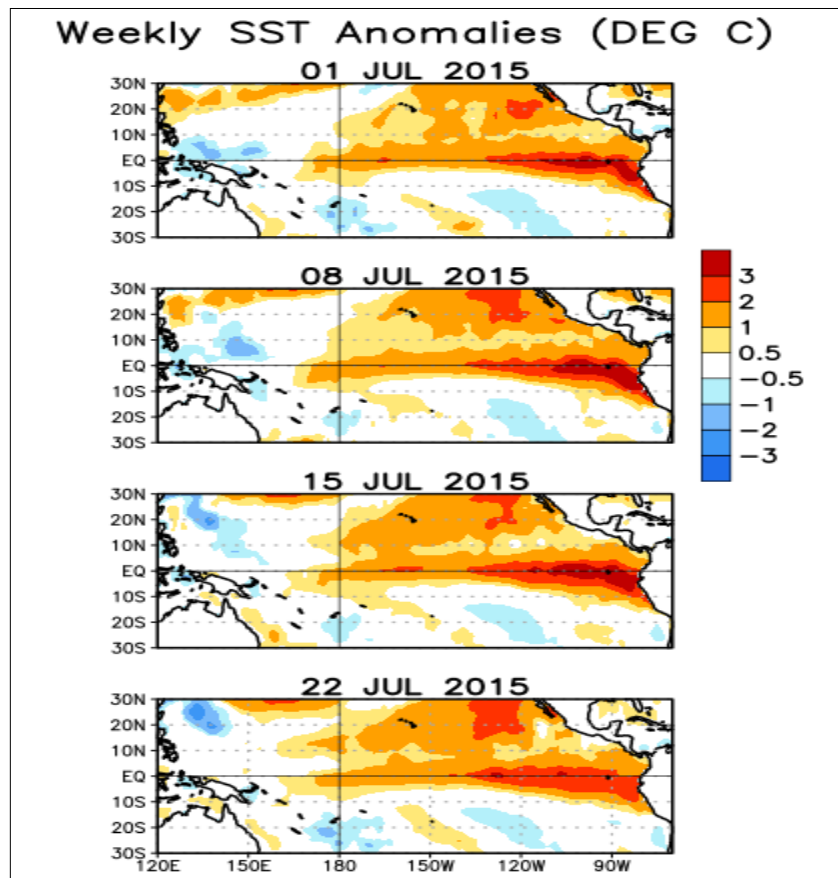 Weekly SST Anomalies (DEG C)
01 JUL 2015
30N
20N
10N
EQ
10S
20S
30S
08 JUL 2015
30N
20N
10N
EQ
10S
20S
30S
3
2
1
0.5
-0.5
-1
-2
-3
15 JUL 2015
30N
20N
10N
EQ
10S
20S
30S
22 JUL 2015
30N
20N
10N
EQ
10S
20S
30S
120E 150E 180 150W 120W 90W